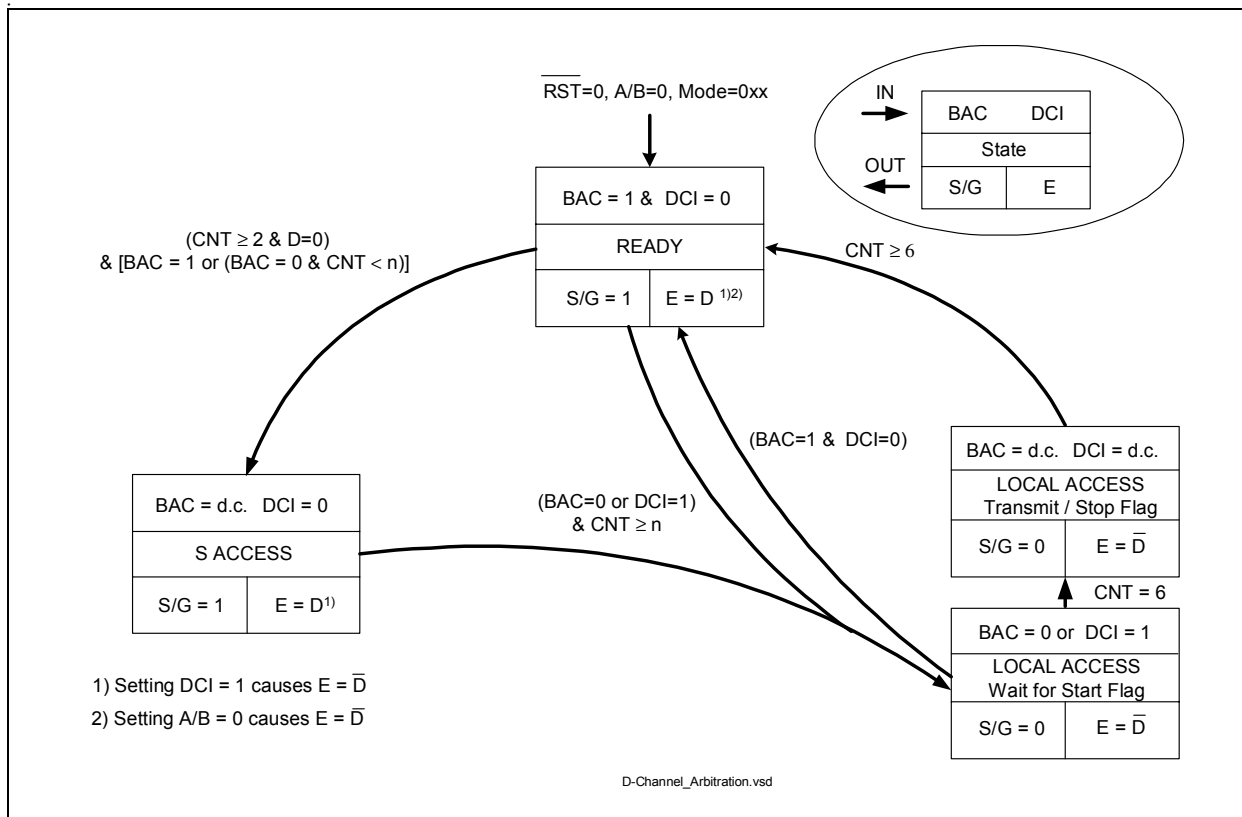 .
R̅S̅T̅=0, A/B=0, Mode=0xx
IN
BAC DCI
State
OUT
S/G E
BAC = 1 & DCI = 0
READY
S/G = 1 E = D 1)2)
(CNT ≥ 2 & D=0)
& [BAC = 1 or (BAC = 0 & CNT < n)]
CNT ≥ 6
(BAC=1 & DCI=0)
BAC = d.c. DCI = d.c.
LOCAL ACCESS
Transmit / Stop Flag
S/G = 0 E = D̅
BAC = d.c. DCI = 0
S ACCESS
S/G = 1 E = D1)
(BAC=0 or DCI=1)
& CNT ≥ n
CNT = 6
BAC = 0 or DCI = 1
LOCAL ACCESS
Wait for Start Flag
S/G = 0 E = D̅
1) Setting DCI = 1 causes E = D̅
2) Setting A/B = 0 causes E = D̅
D-Channel_Arbitration.vsd